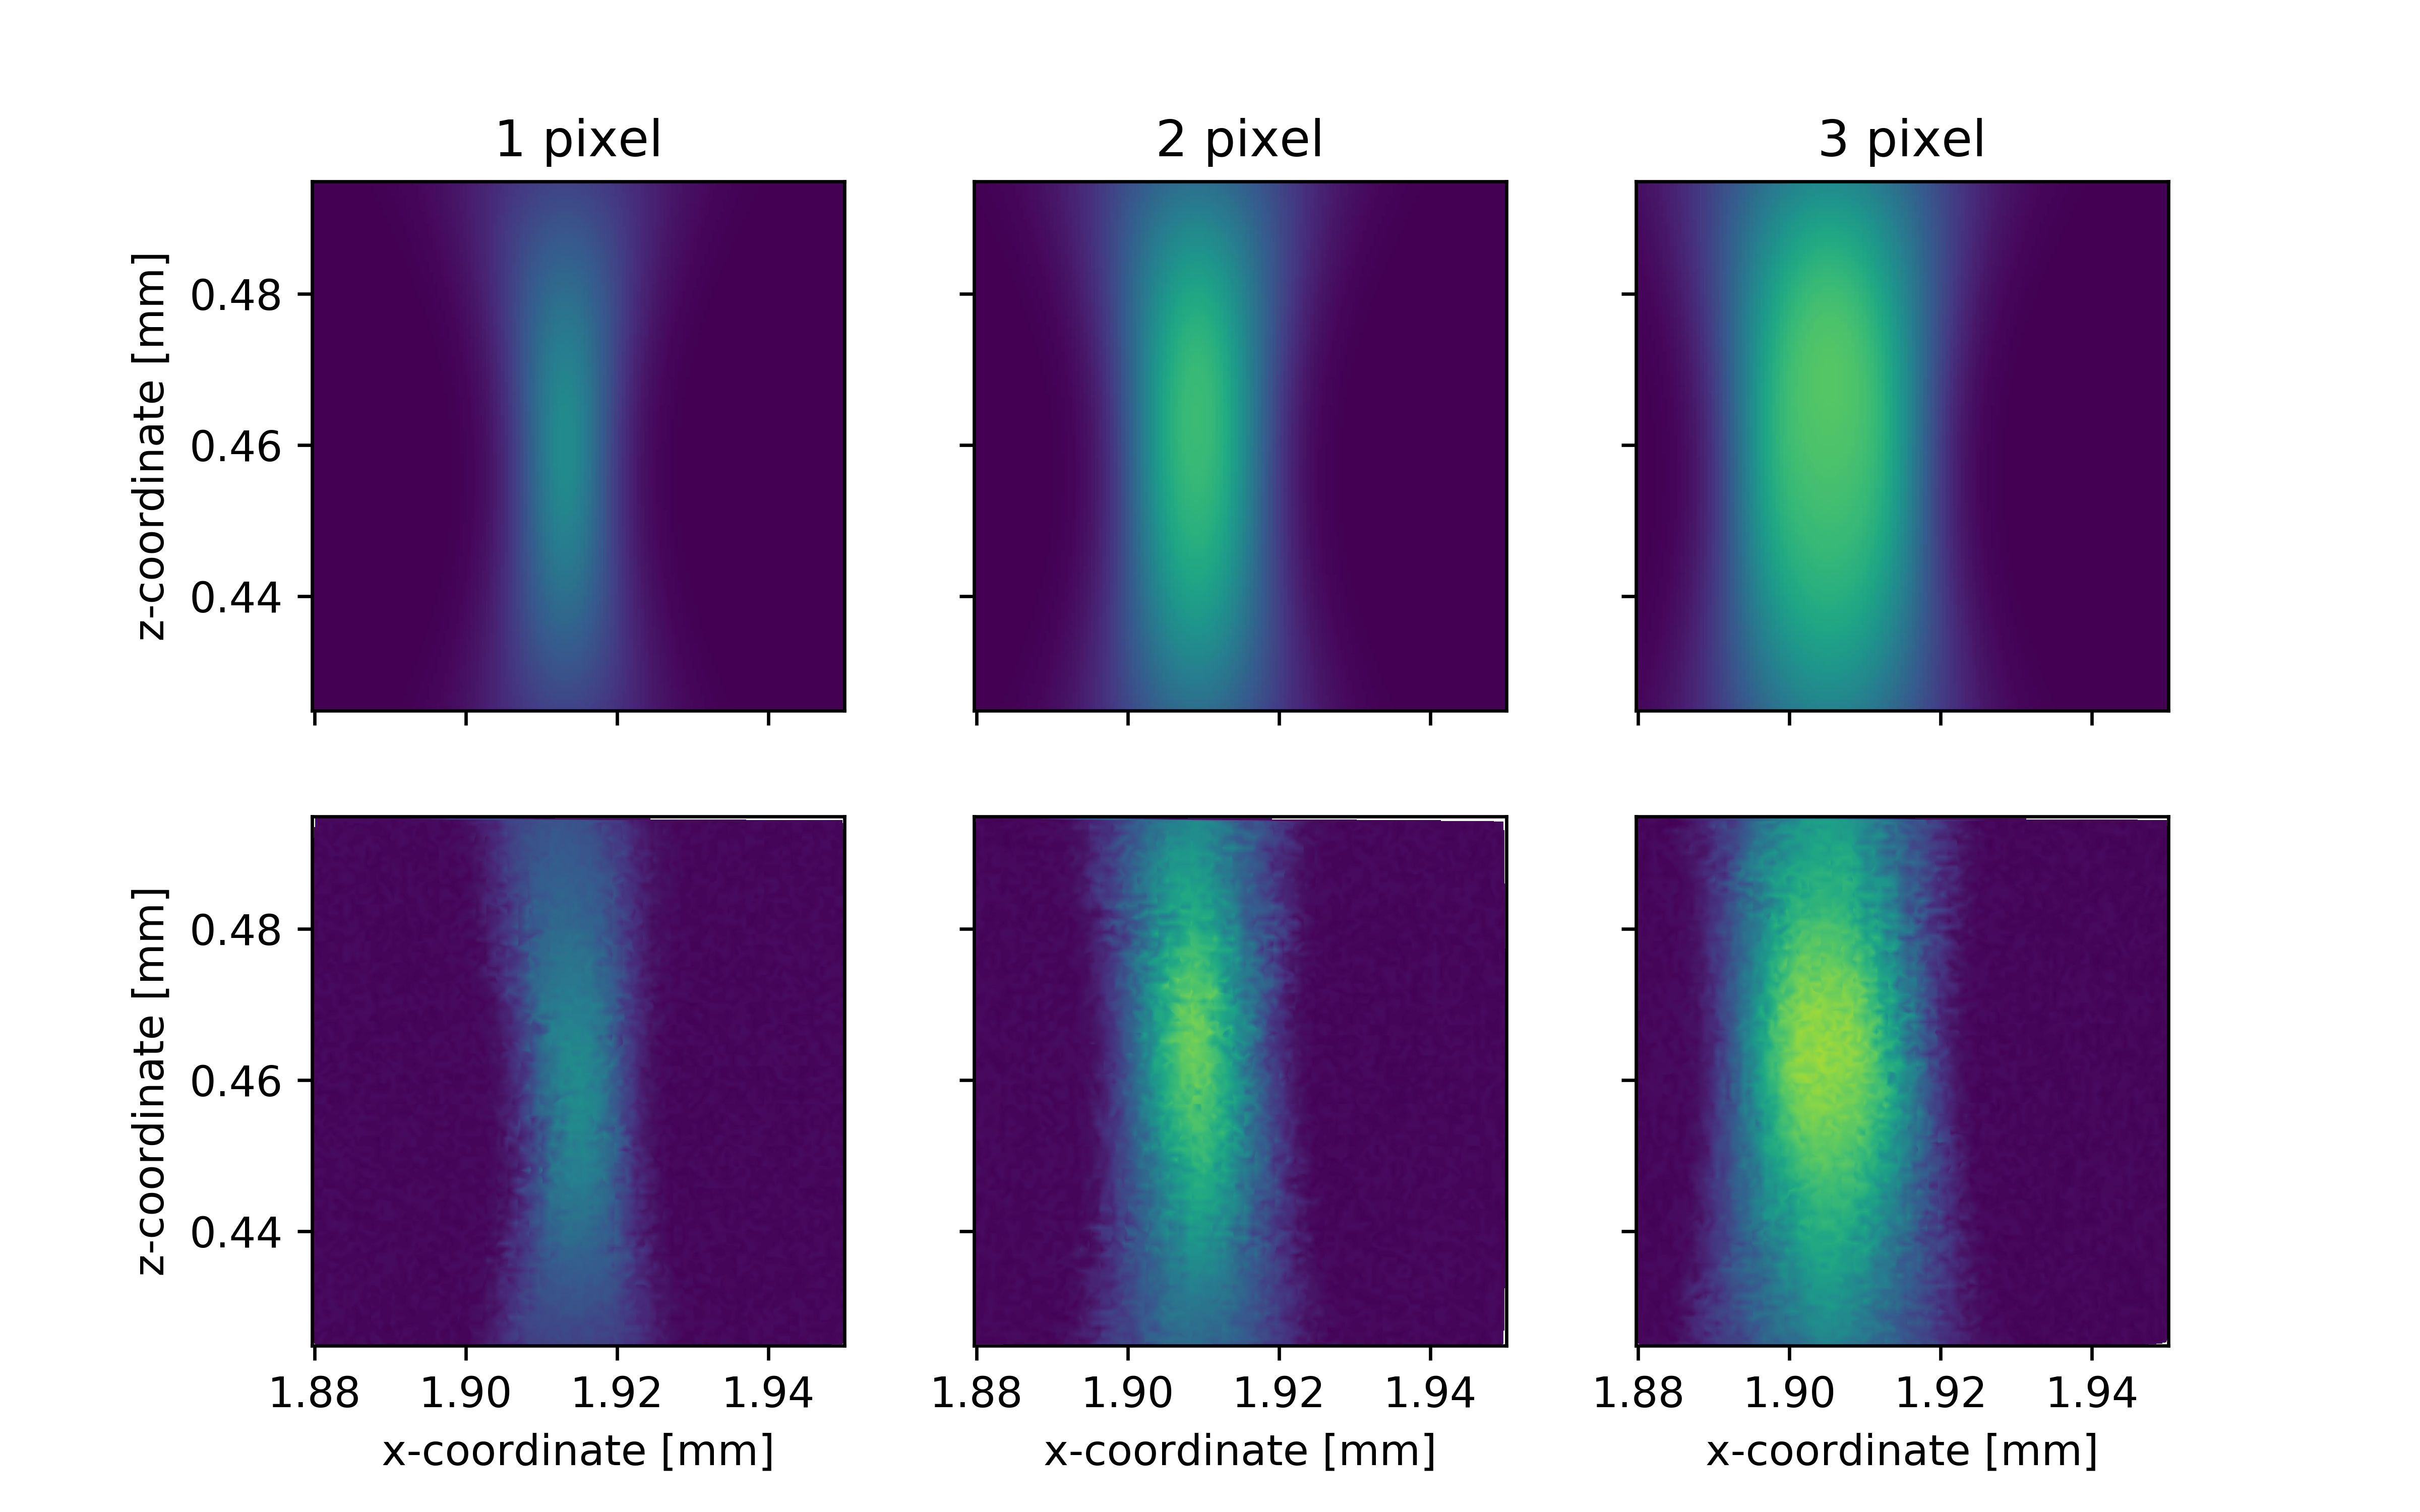 1 pixel
2 pixel
3 pixel
z-coordinate [mm]
0.48
0.46
0.44
z-coordinate [mm]
0.48
0.46
0.44
1.88 1.90 1.92 1.94
1.88 1.90 1.92 1.94
1.88 1.90 1.92 1.94
x-coordinate [mm]
x-coordinate [mm]
x-coordinate [mm]